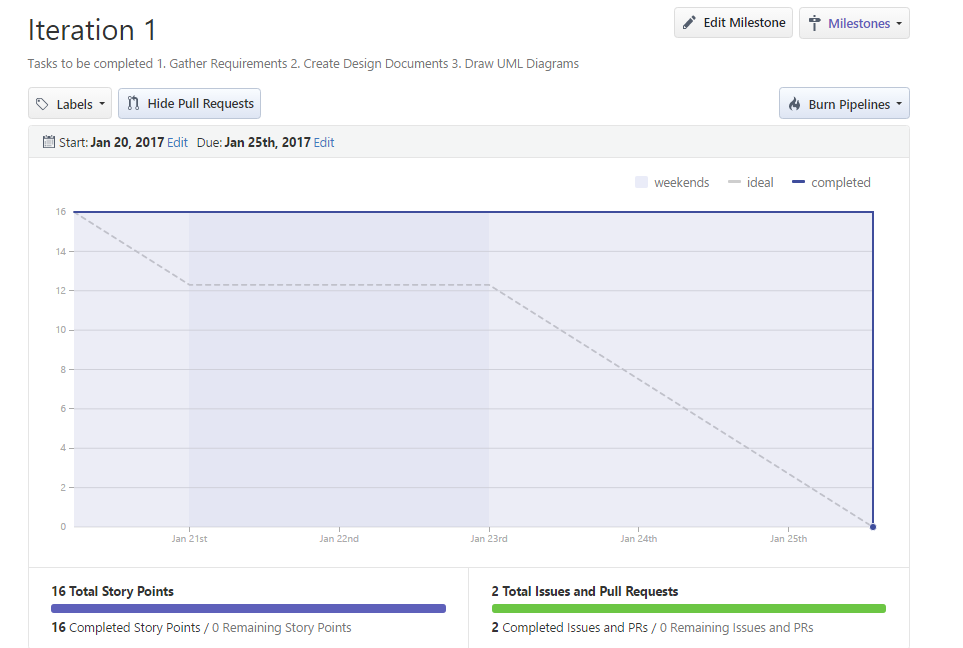 Iteration 1
Edit Milestone
Milestones
Tasks to be completed 1. Gather Requirements 2. Create Design Documents 3. Draw UML Diagrams
Labels
Hide Pull Requests
Burn Pipelines
Start: Jan 20, 2017 Edit Due: Jan 25th, 2017 Edit
weekends ideal completed
16
14
12
10
8
6
4
2
0
Jan 21st Jan 22nd Jan 23rd Jan 24th Jan 25th
16 Total Story Points
16 Completed Story Points / 0 Remaining Story Points
2 Total Issues and Pull Requests
2 Completed Issues and PRs / 0 Remaining Issues and PRs